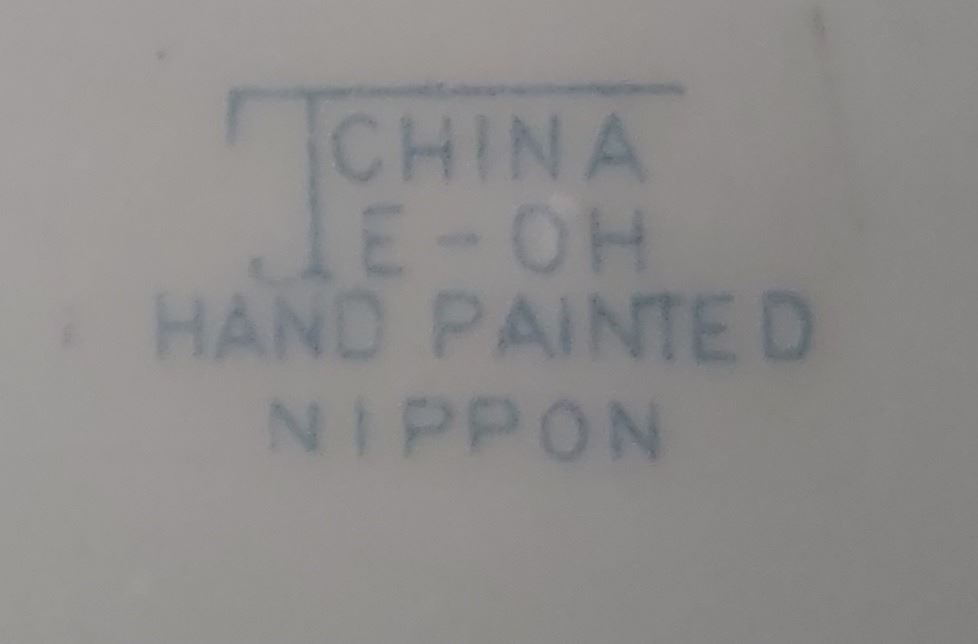 T CHINA
E-OH
HAND PAINTED
NIPPON